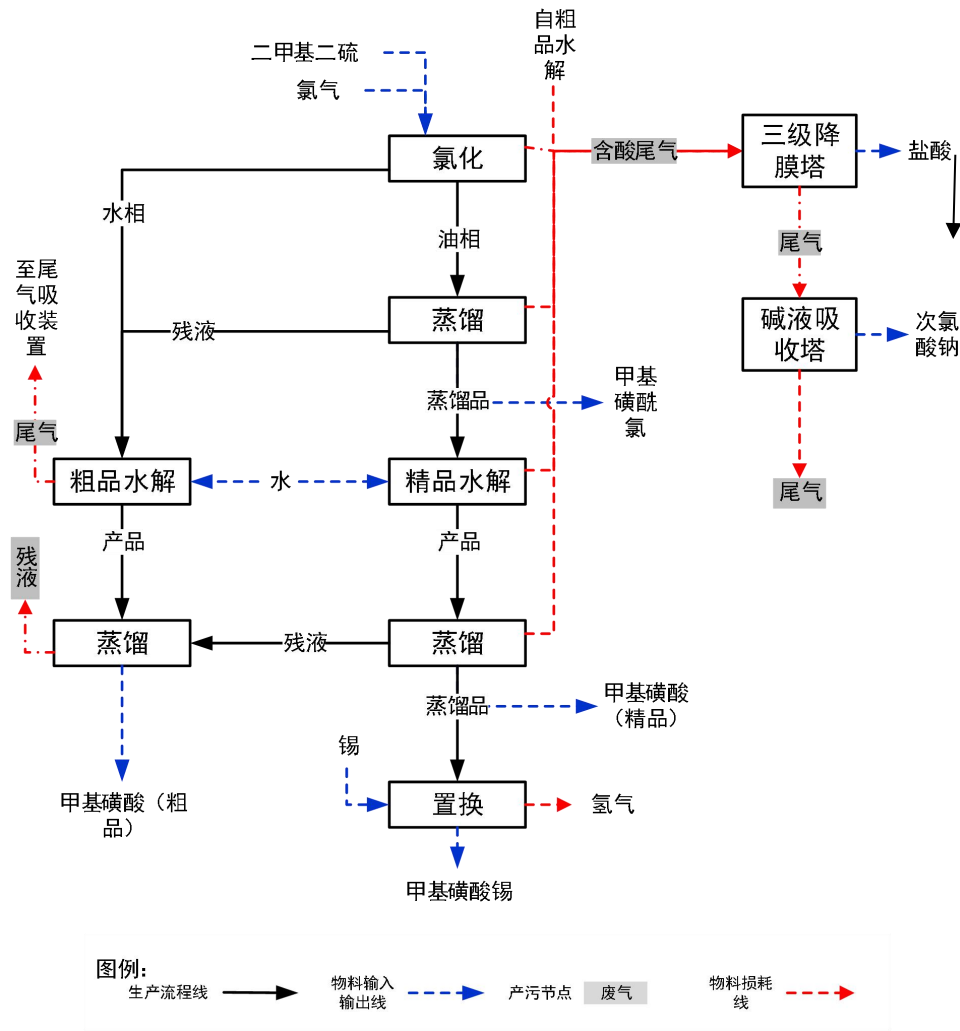 自粗
品水
解
二甲基二硫
氯气
氯化
含酸尾气
三级降
膜塔
盐酸
水相
油相
尾气
至尾
气吸
收装
置
残液
蒸馏
碱液吸
收塔
次氯
酸钠
蒸馏品
甲基
磺酰
氯
尾气
粗品水解
水
精品水解
尾气
产品
产品
残
液
蒸馏
残液
蒸馏
蒸馏品
甲基磺酸
（精品）
锡
甲基磺酸（粗
品）
置换
氢气
甲基磺酸锡
图例：
生产流程线
物料输入
输出线
产污节点
废气
物料损耗
线